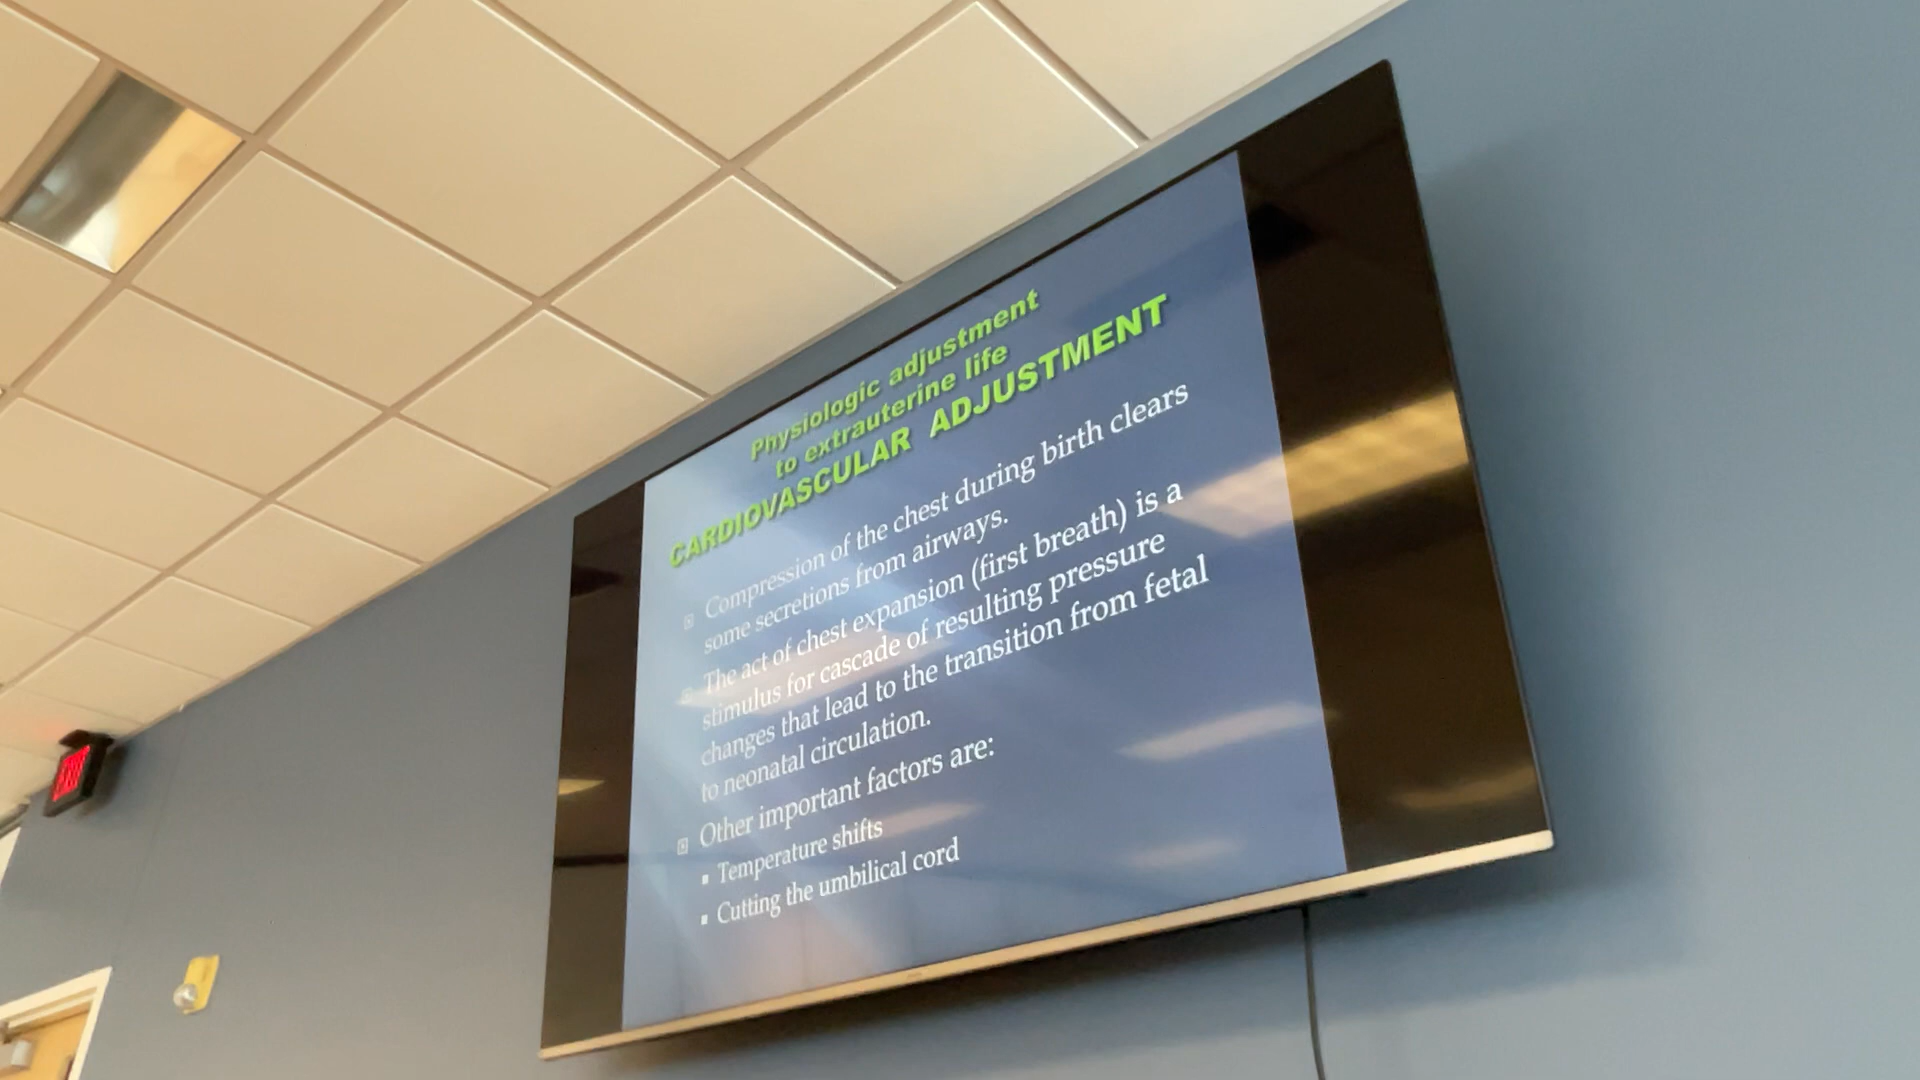 Physiologic adjustment
to extrauterine life
CARDIOVASCULAR ADJUSTMENT
Compression of the chest during birth clears
some secretions from airways.
The act of chest expansion (first breath) is a
stimulus for cascade of resulting pressure
changes that lead to the transition from fetal
to neonatal circulation.
Other important factors are:
Temperature shifts
Cutting the umbilical cord
EXIT